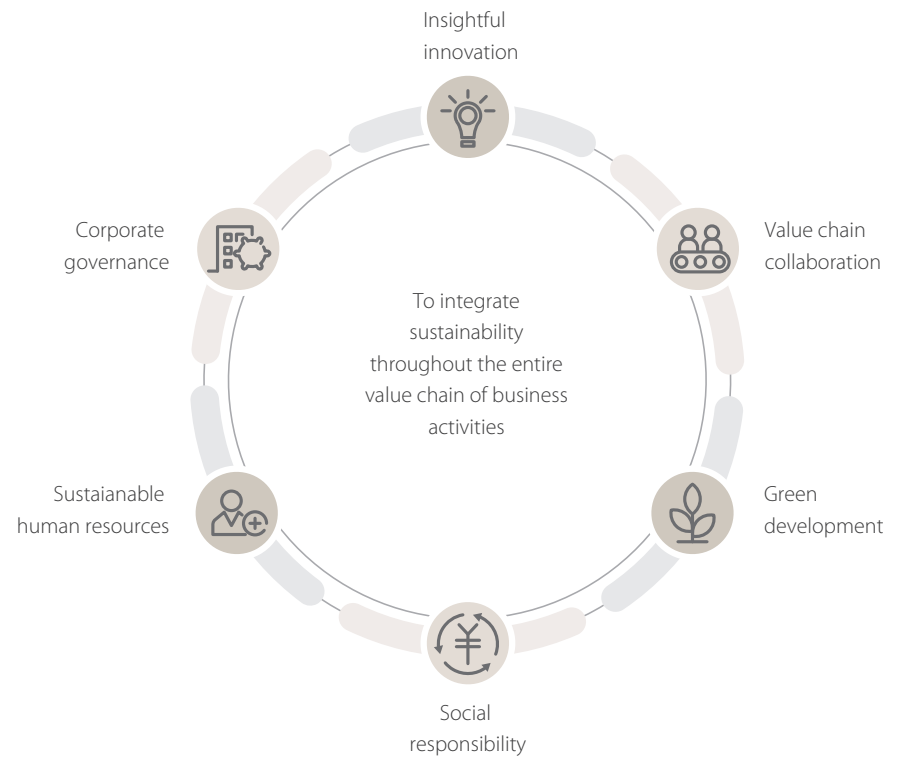 Insightful
innovation
Corporate
governance
Value chain
collaboration
To integrate
sustainability
throughout the entire
value chain of business
activities
Sustaianable
human resources
Green
development
Social
responsibility